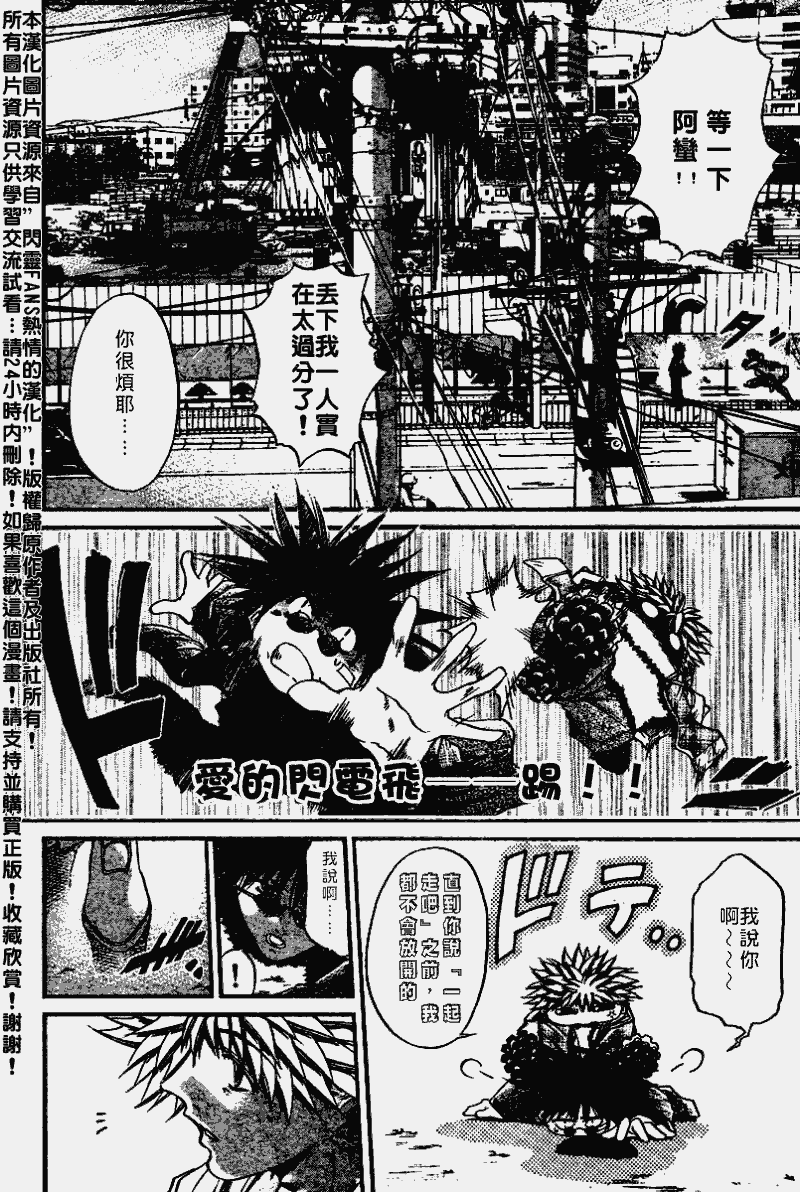 等一下
阿蠻!!
丟下我一人實
在太過分了!
你很煩耶……
タッ
ド
愛的閃電飛——踢!!
我說你
啊～～～
ドテ
直到你說『一起
走吧』之前,我
都不會放開的
我說啊……
!
本漢化圖片資源來自”閃靈FANS熱情的漢化”!版權歸原作者及出版社所有!
所有圖片資源只供學習交流試看…請24小時內刪除!如果喜歡這個漫畫!請支持並購買正版!收藏欣賞!謝謝!